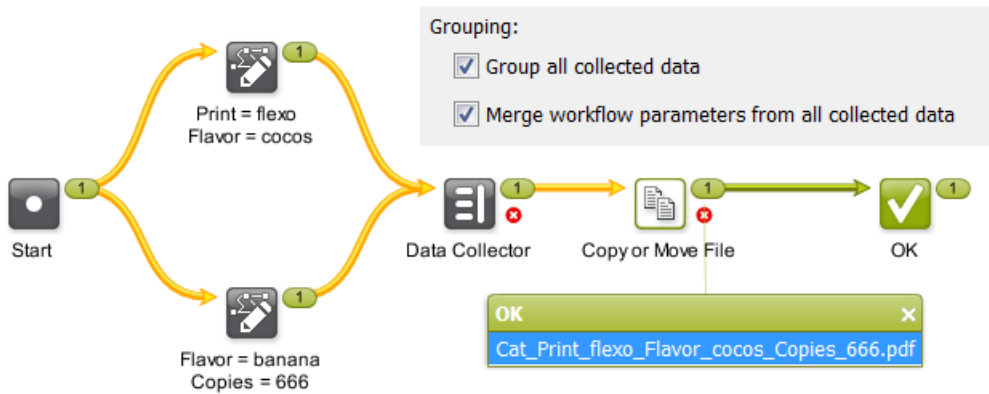 Grouping:
Group all collected data
Merge workflow parameters from all collected data
1
Print = flexo
Flavor = cocos
1
Start
1
Data Collector
1
Copy or Move File
1
OK
1
Flavor = banana
Copies = 666
OK
Cat_Print_flexo_Flavor_cocos_Copies_666.pdf